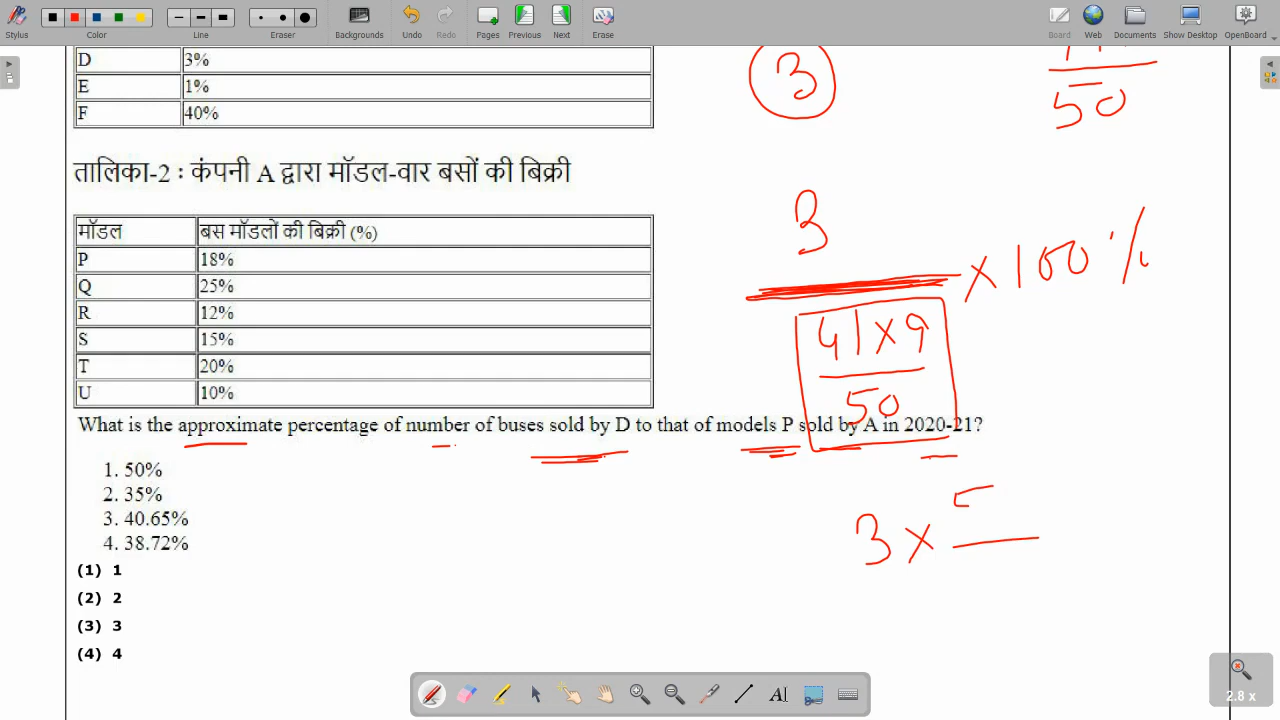 Stylus Color Line Eraser Backgrounds Undo Redo Pages Previous Next Erase Board Web Documents Show Desktop OpenBoard
D 3%
E 1%
F 40%
3
50
तालिका-2 : कंपनी A द्वारा मॉडल-वार बसों की बिक्री
मॉडल बस मॉडलों की बिक्री (%)
P 18%
Q 25%
R 12%
S 15%
T 20%
U 10%
3
× 100 %
41 × 9
50
What is the approximate percentage of number of buses sold by D to that of models P sold by A in 2020-21?
1. 50%
2. 35%
3. 40.65%
4. 38.72%
(1) 1
(2) 2
(3) 3
(4) 4
3 ×
2.8 x